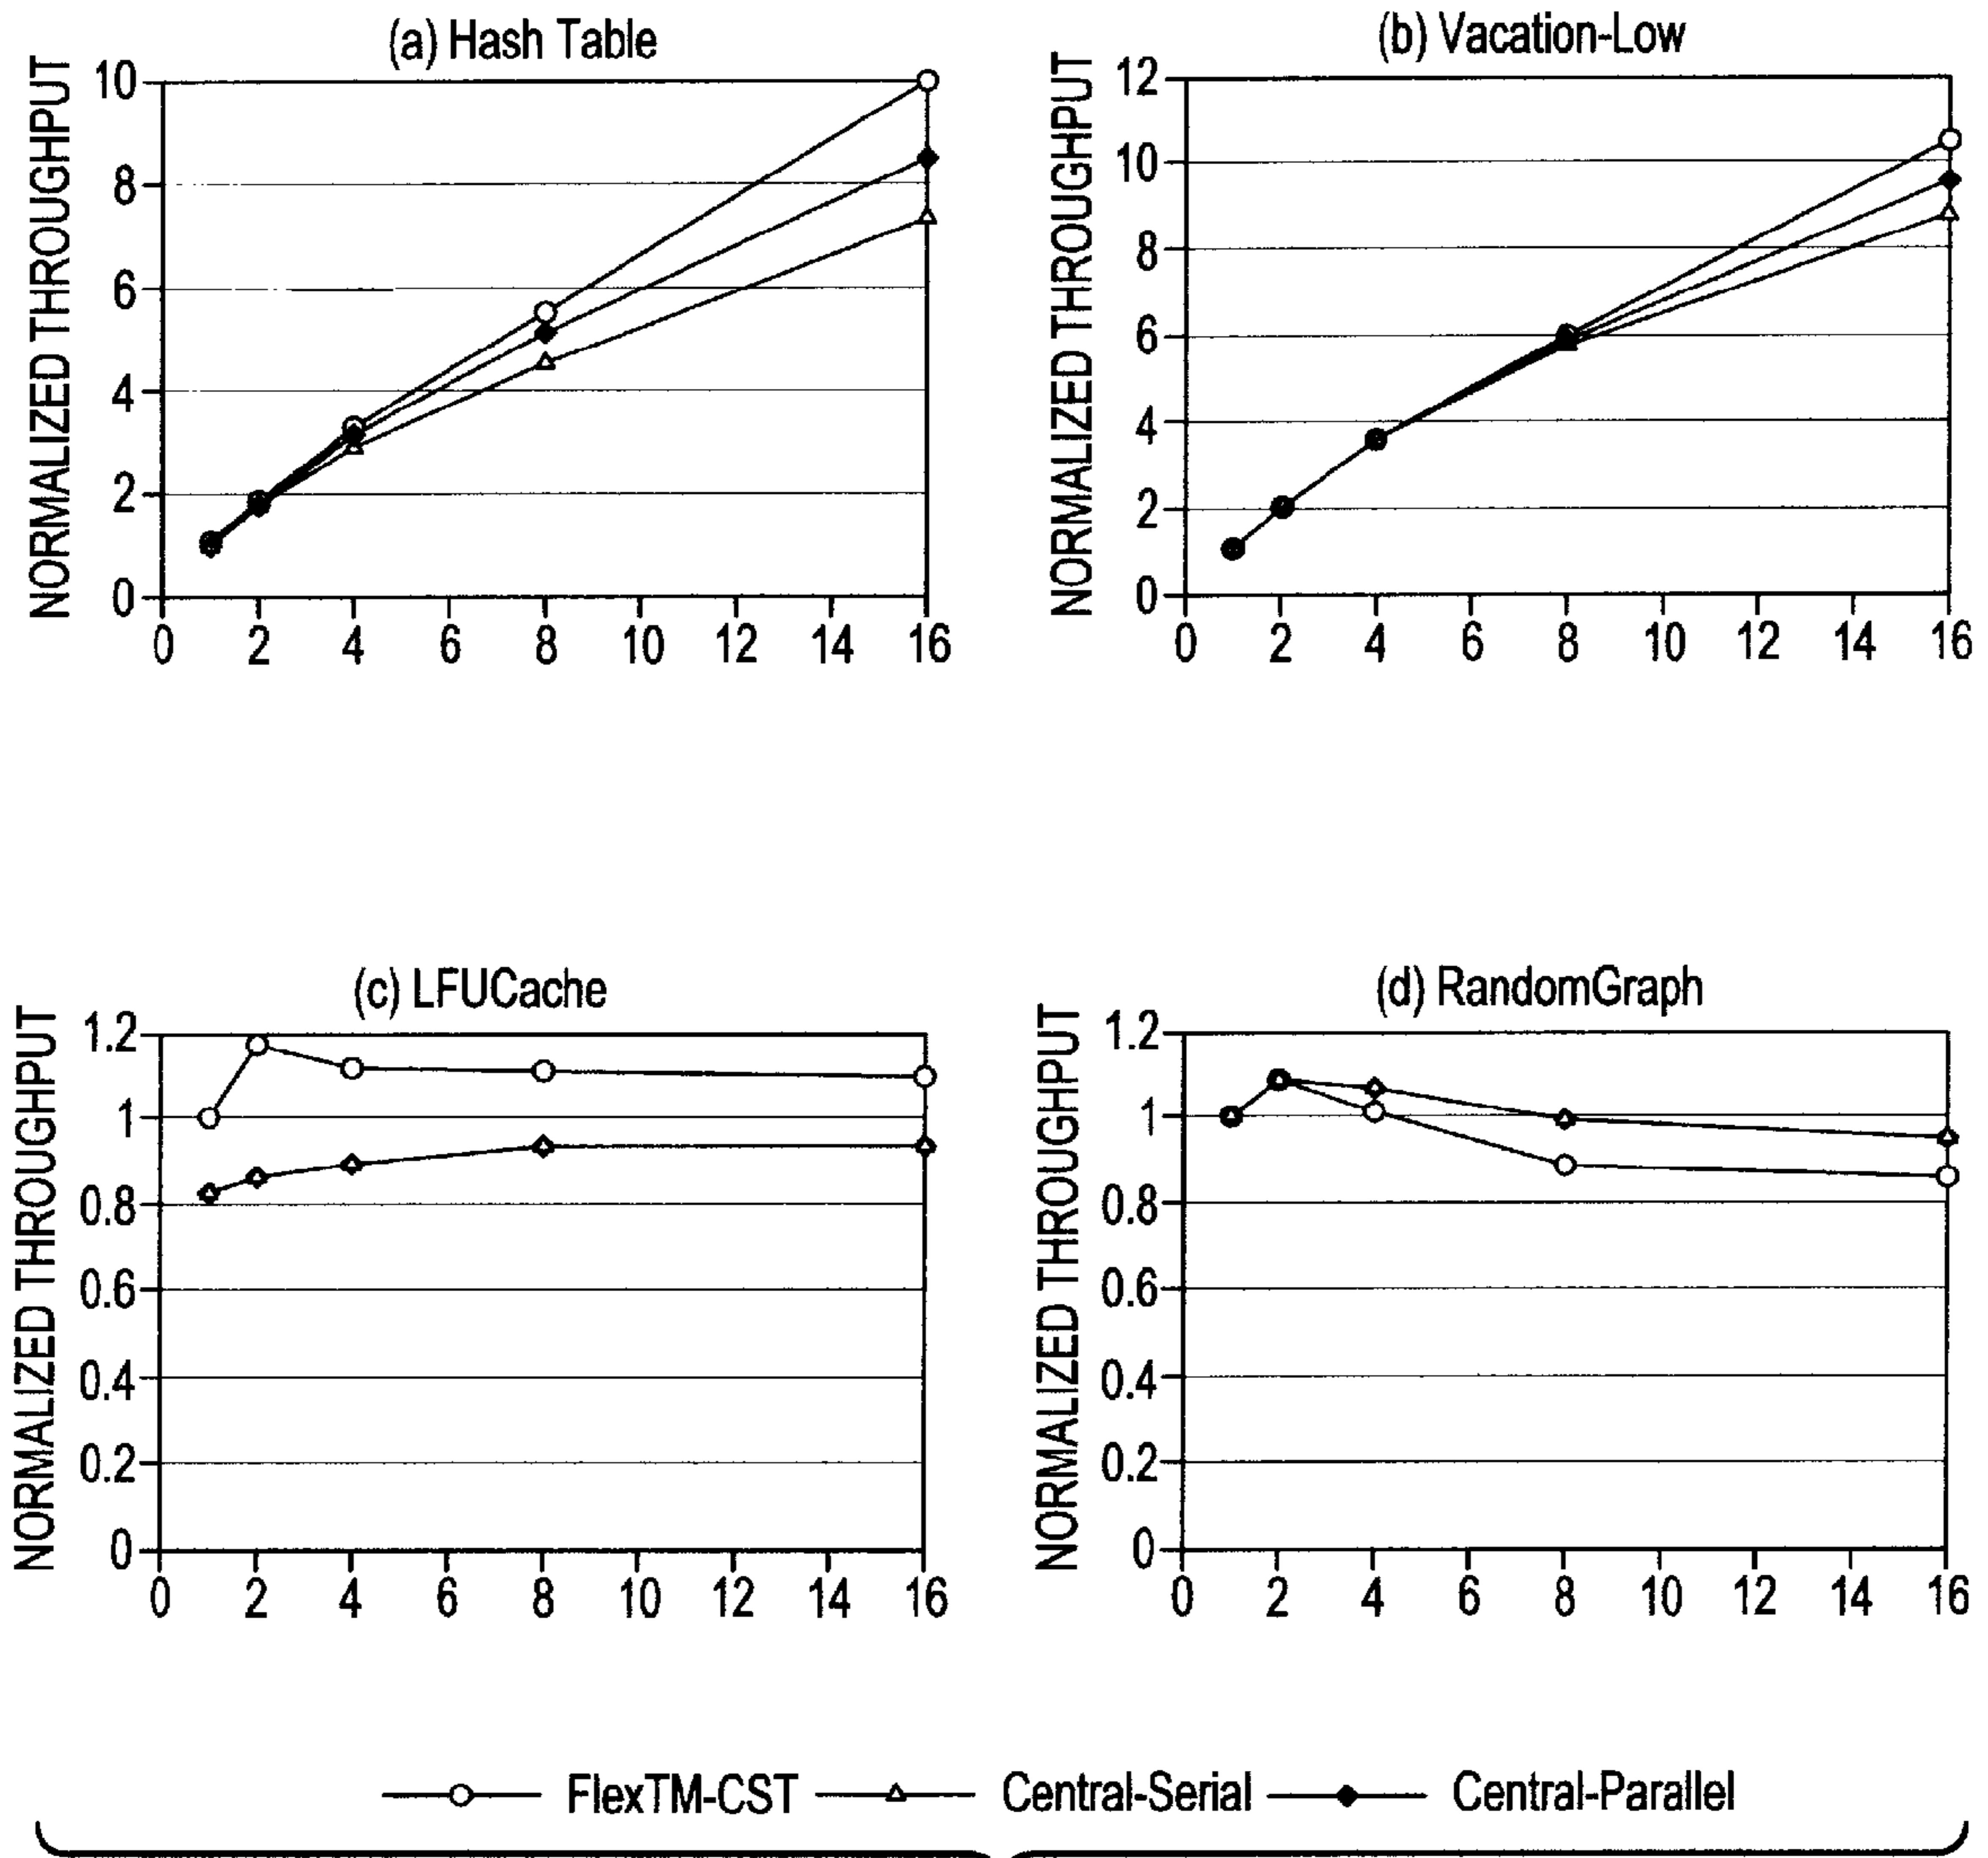 (a) Hash Table
NORMALIZED THROUGHPUT
10
8
6
4
2
0
0 2 4 6 8 10 12 14 16
(b) Vacation-Low
NORMALIZED THROUGHPUT
12
10
8
6
4
2
0
0 2 4 6 8 10 12 14 16
(c) LFUCache
NORMALIZED THROUGHPUT
1.2
1
0.8
0.6
0.4
0.2
0
0 2 4 6 8 10 12 14 16
(d) RandomGraph
NORMALIZED THROUGHPUT
1.2
1
0.8
0.6
0.4
0.2
0
0 2 4 6 8 10 12 14 16
FlexTM-CST Central-Serial Central-Parallel